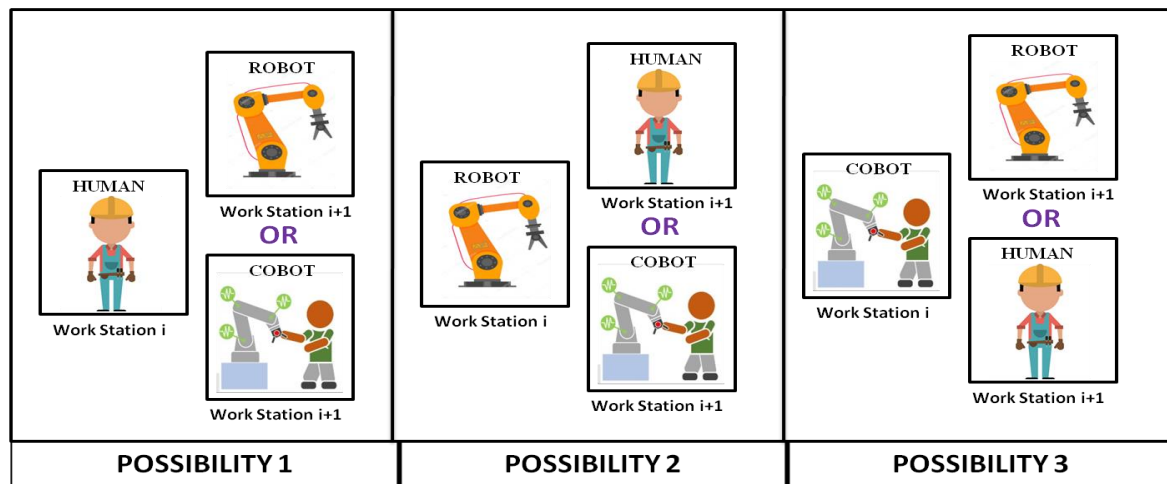 HUMAN
Work Station i
ROBOT
Work Station i+1
OR
COBOT
Work Station i+1
POSSIBILITY 1
ROBOT
Work Station i
HUMAN
Work Station i+1
OR
COBOT
Work Station i+1
POSSIBILITY 2
COBOT
Work Station i
ROBOT
Work Station i+1
OR
HUMAN
Work Station i+1
POSSIBILITY 3